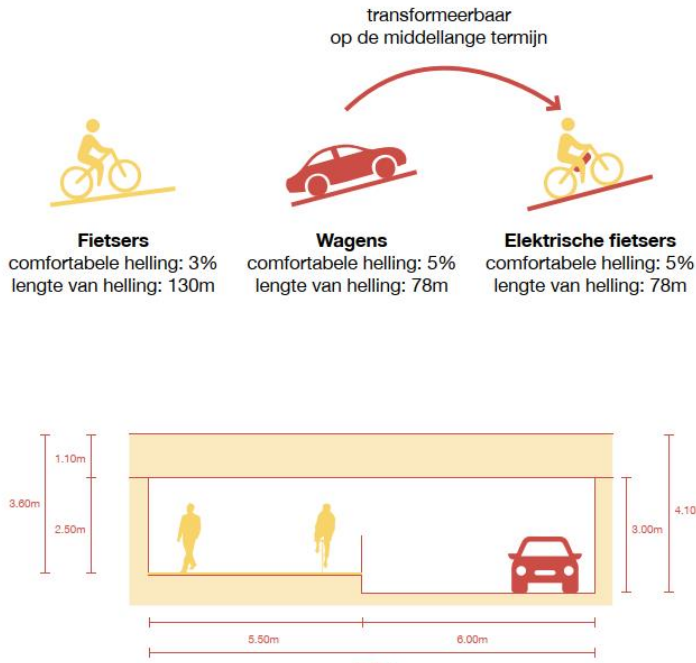 transformeerbaar
op de middellange termijn
Fietsers
comfortabele helling: 3%
lengte van helling: 130m
Wagens
comfortabele helling: 5%
lengte van helling: 78m
Elektrische fietsers
comfortabele helling: 5%
lengte van helling: 78m
1.10m
3.60m
2.50m
3.00m
4.10
5.50m
6.00m